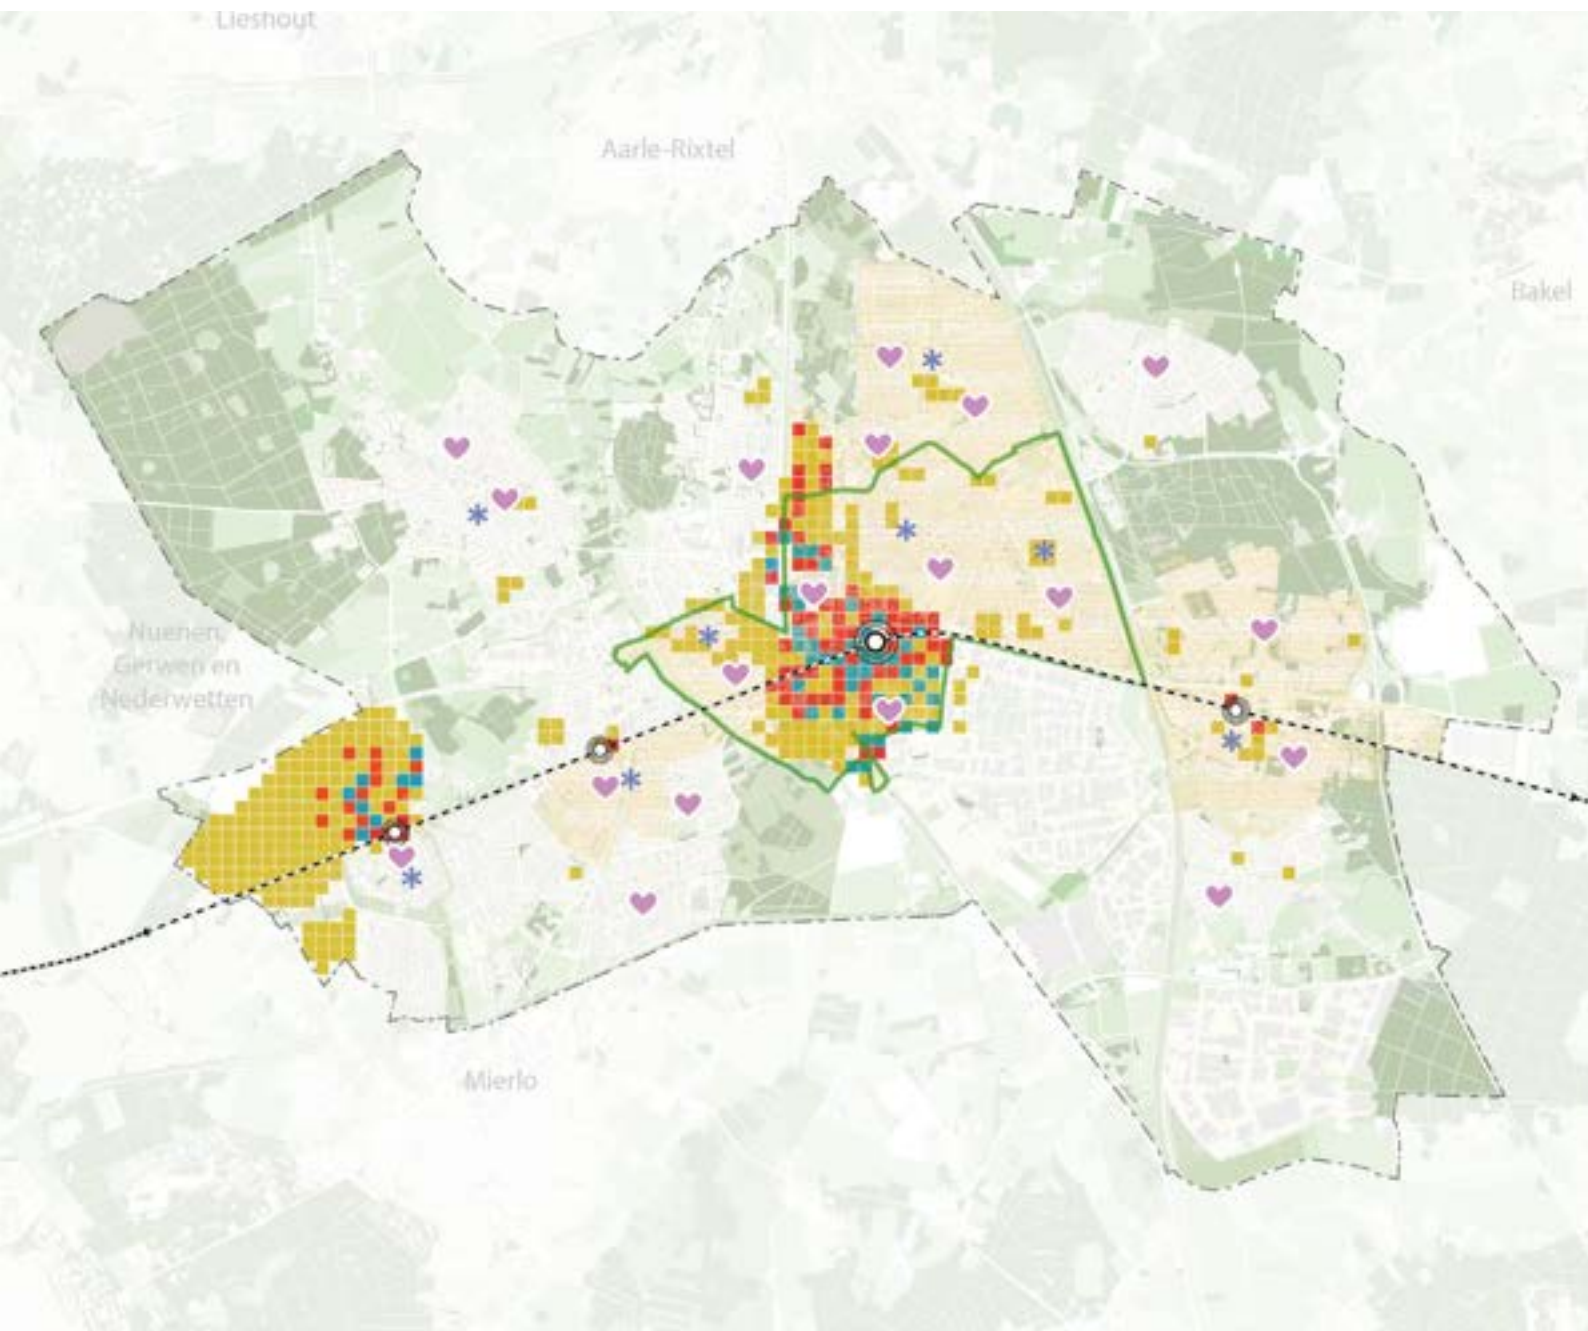 Lieshout
Aarle-Rixtel
Bakel
Nuenen,
Gerwen en
Nederwetten
Mierlo